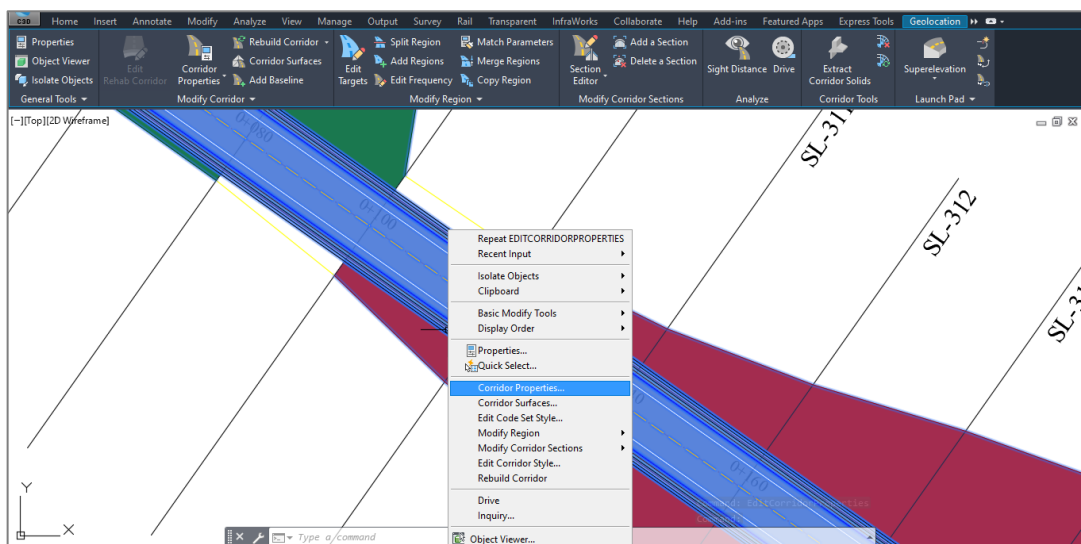 C3D Home Insert Annotate Modify Analyze View Manage Output Survey Rail Transparent InfraWorks Collaborate Help Add-ins Featured Apps Express Tools Geolocation
Properties
Object Viewer
Isolate Objects
General Tools
Edit
Rehab Corridor
Corridor
Properties
Rebuild Corridor
Corridor Surfaces
Add Baseline
Modify Corridor
Edit
Targets
Split Region
Add Regions
Edit Frequency
Match Parameters
Merge Regions
Copy Region
Modify Region
Section
Editor
Add a Section
Delete a Section
Modify Corridor Sections
Sight Distance
Drive
Analyze
Extract
Corridor Solids
Corridor Tools
Superelevation
Launch Pad
[−][Top][2D Wireframe]
0+080
0+100
SL-311
SL-312
0+160
Repeat EDITCORRIDORPROPERTIES
Recent Input
Isolate Objects
Clipboard
Basic Modify Tools
Display Order
Properties...
Quick Select...
Corridor Properties...
Corridor Surfaces...
Edit Code Set Style...
Modify Region
Modify Corridor Sections
Edit Corridor Style...
Rebuild Corridor
Drive
Inquiry...
Object Viewer...
Y
X
Type a command